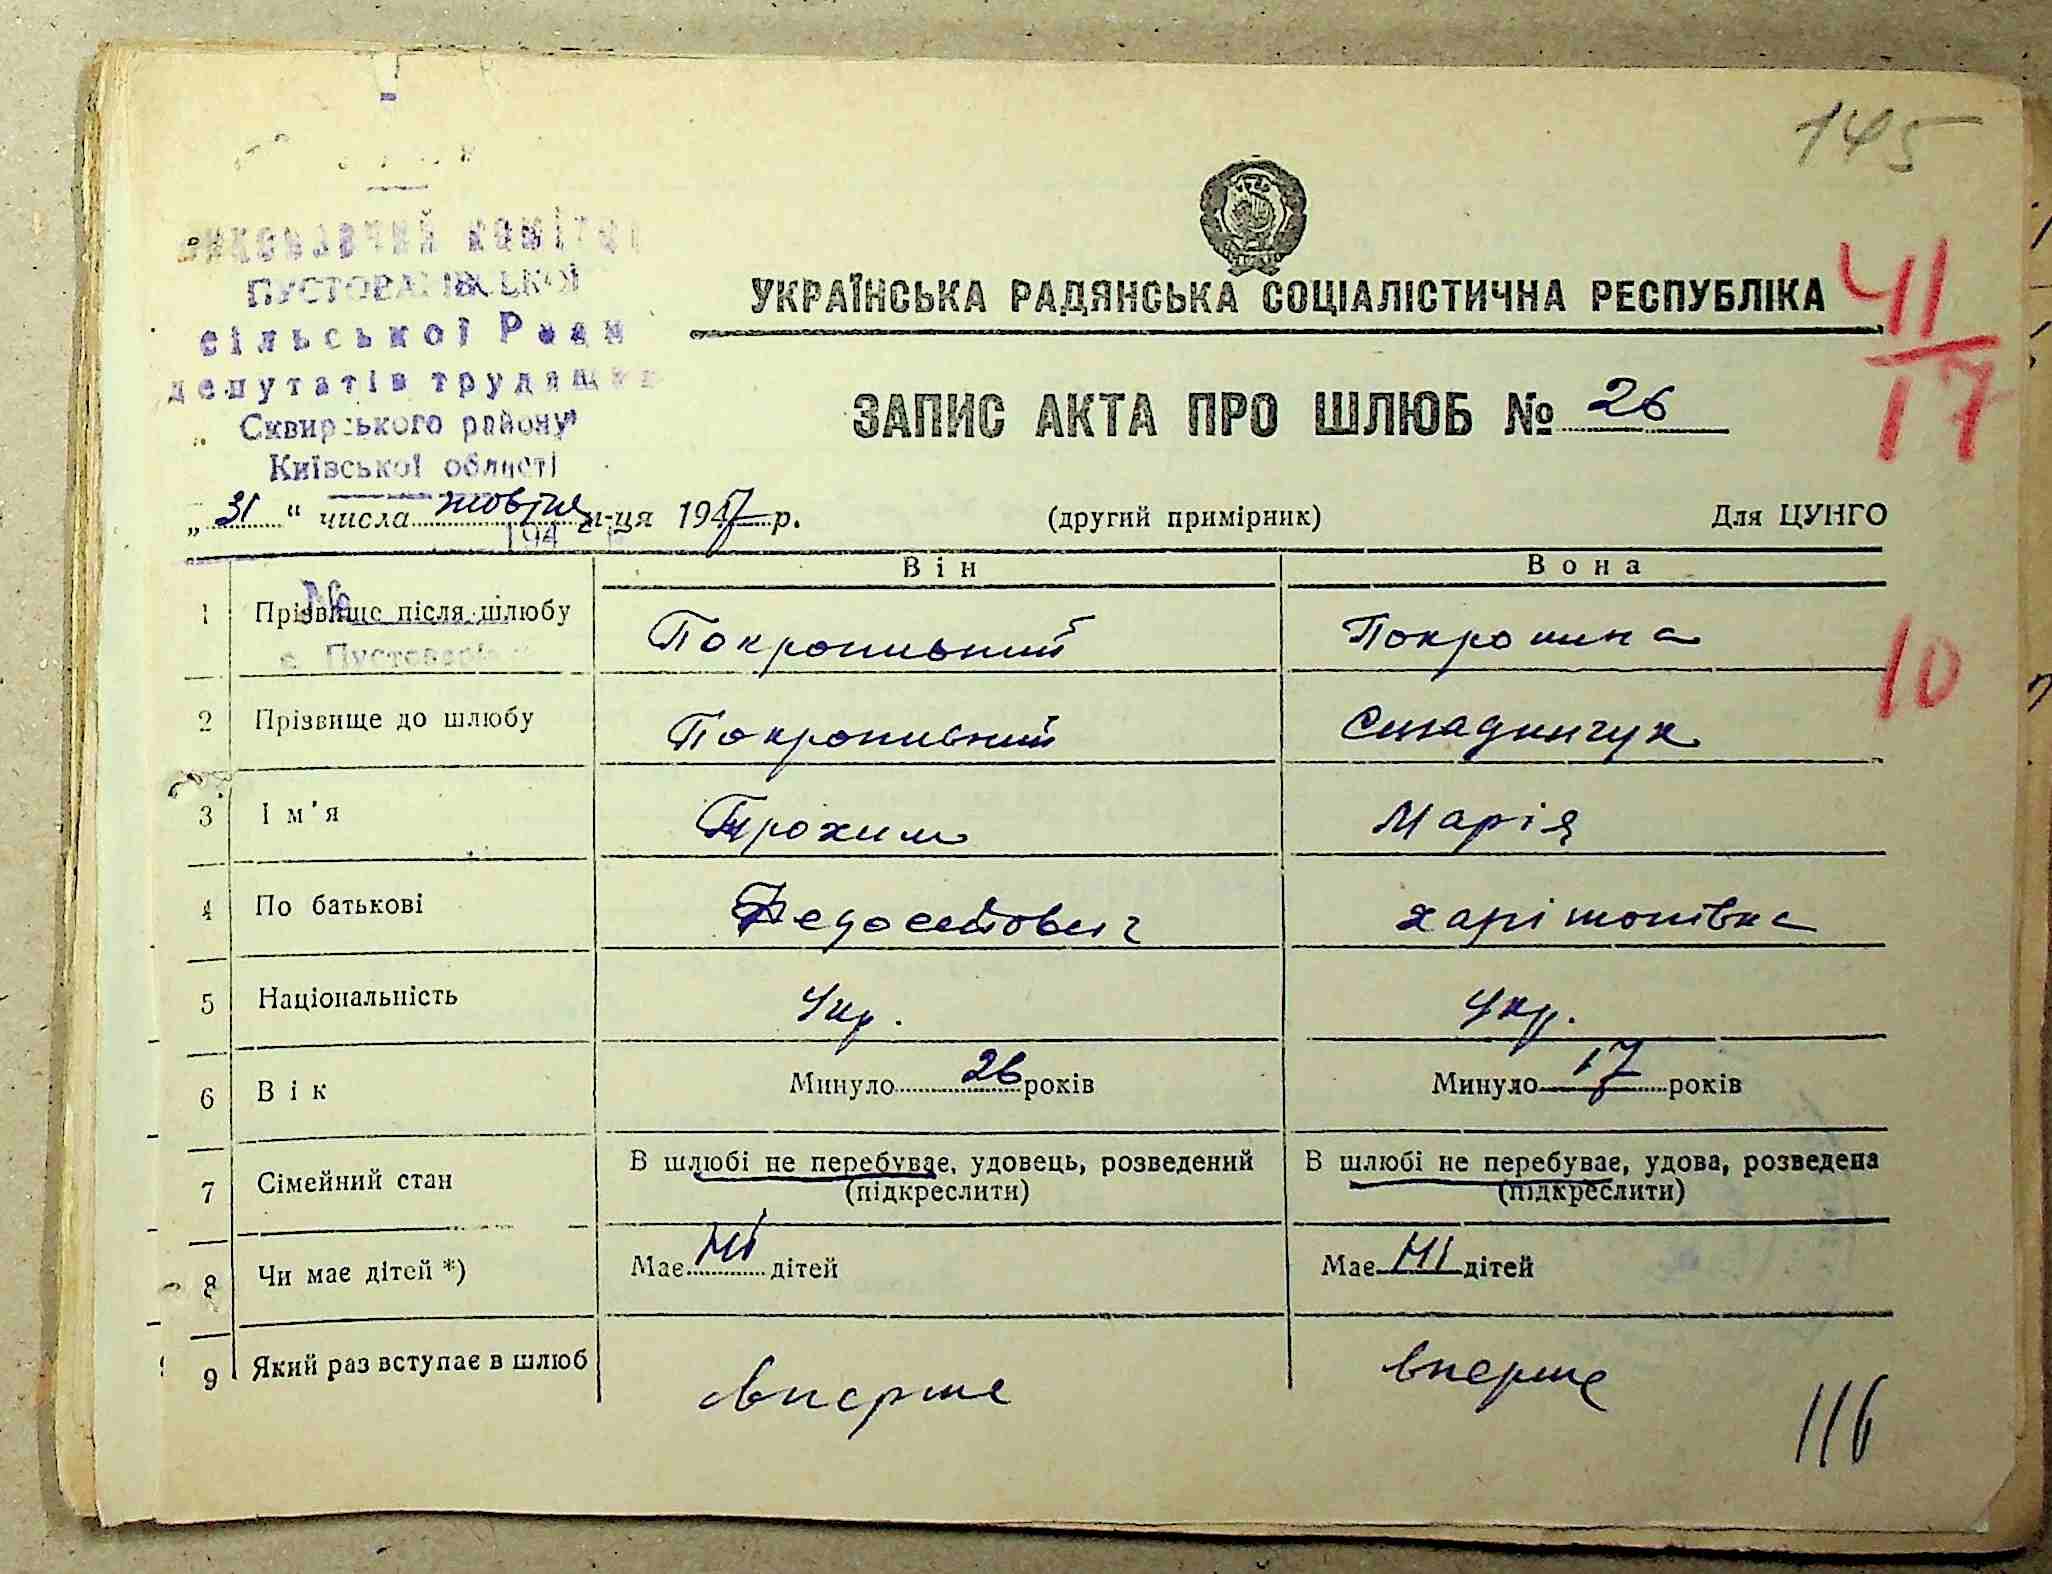 145
Виконавчий комітет
ПУСТОВАРІВСЬКОЇ
сільської Ради
депутатів трудящих
Сквирського району
Київської області
194
№
с. Пустоварівка
УКРАЇНСЬКА РАДЯНСЬКА СОЦІАЛІСТИЧНА РЕСПУБЛІКА
41
17
ЗАПИС АКТА ПРО ШЛЮБ № 26
„31“ числа жовтня м-ця 1947 р. (другий примірник) Для ЦУНГО
Він Вона
1 Прізвище після шлюбу Покропивний
10
2 Прізвище до шлюбу Покропивний
3 Ім'я Трохим Марія
4 По батькові Федосейович харітонівна
5 Національність Укр. Укр.
6 Вік Минуло 26 років Минуло 17 років
7 Сімейний стан В шлюбі не перебуває, удовець, розведений В шлюбі не перебуває, удова, розведена
(підкреслити) (підкреслити)
8 Чи має дітей *) Має дітей Має дітей
9 Який раз вступає в шлюб вперше вперше
116